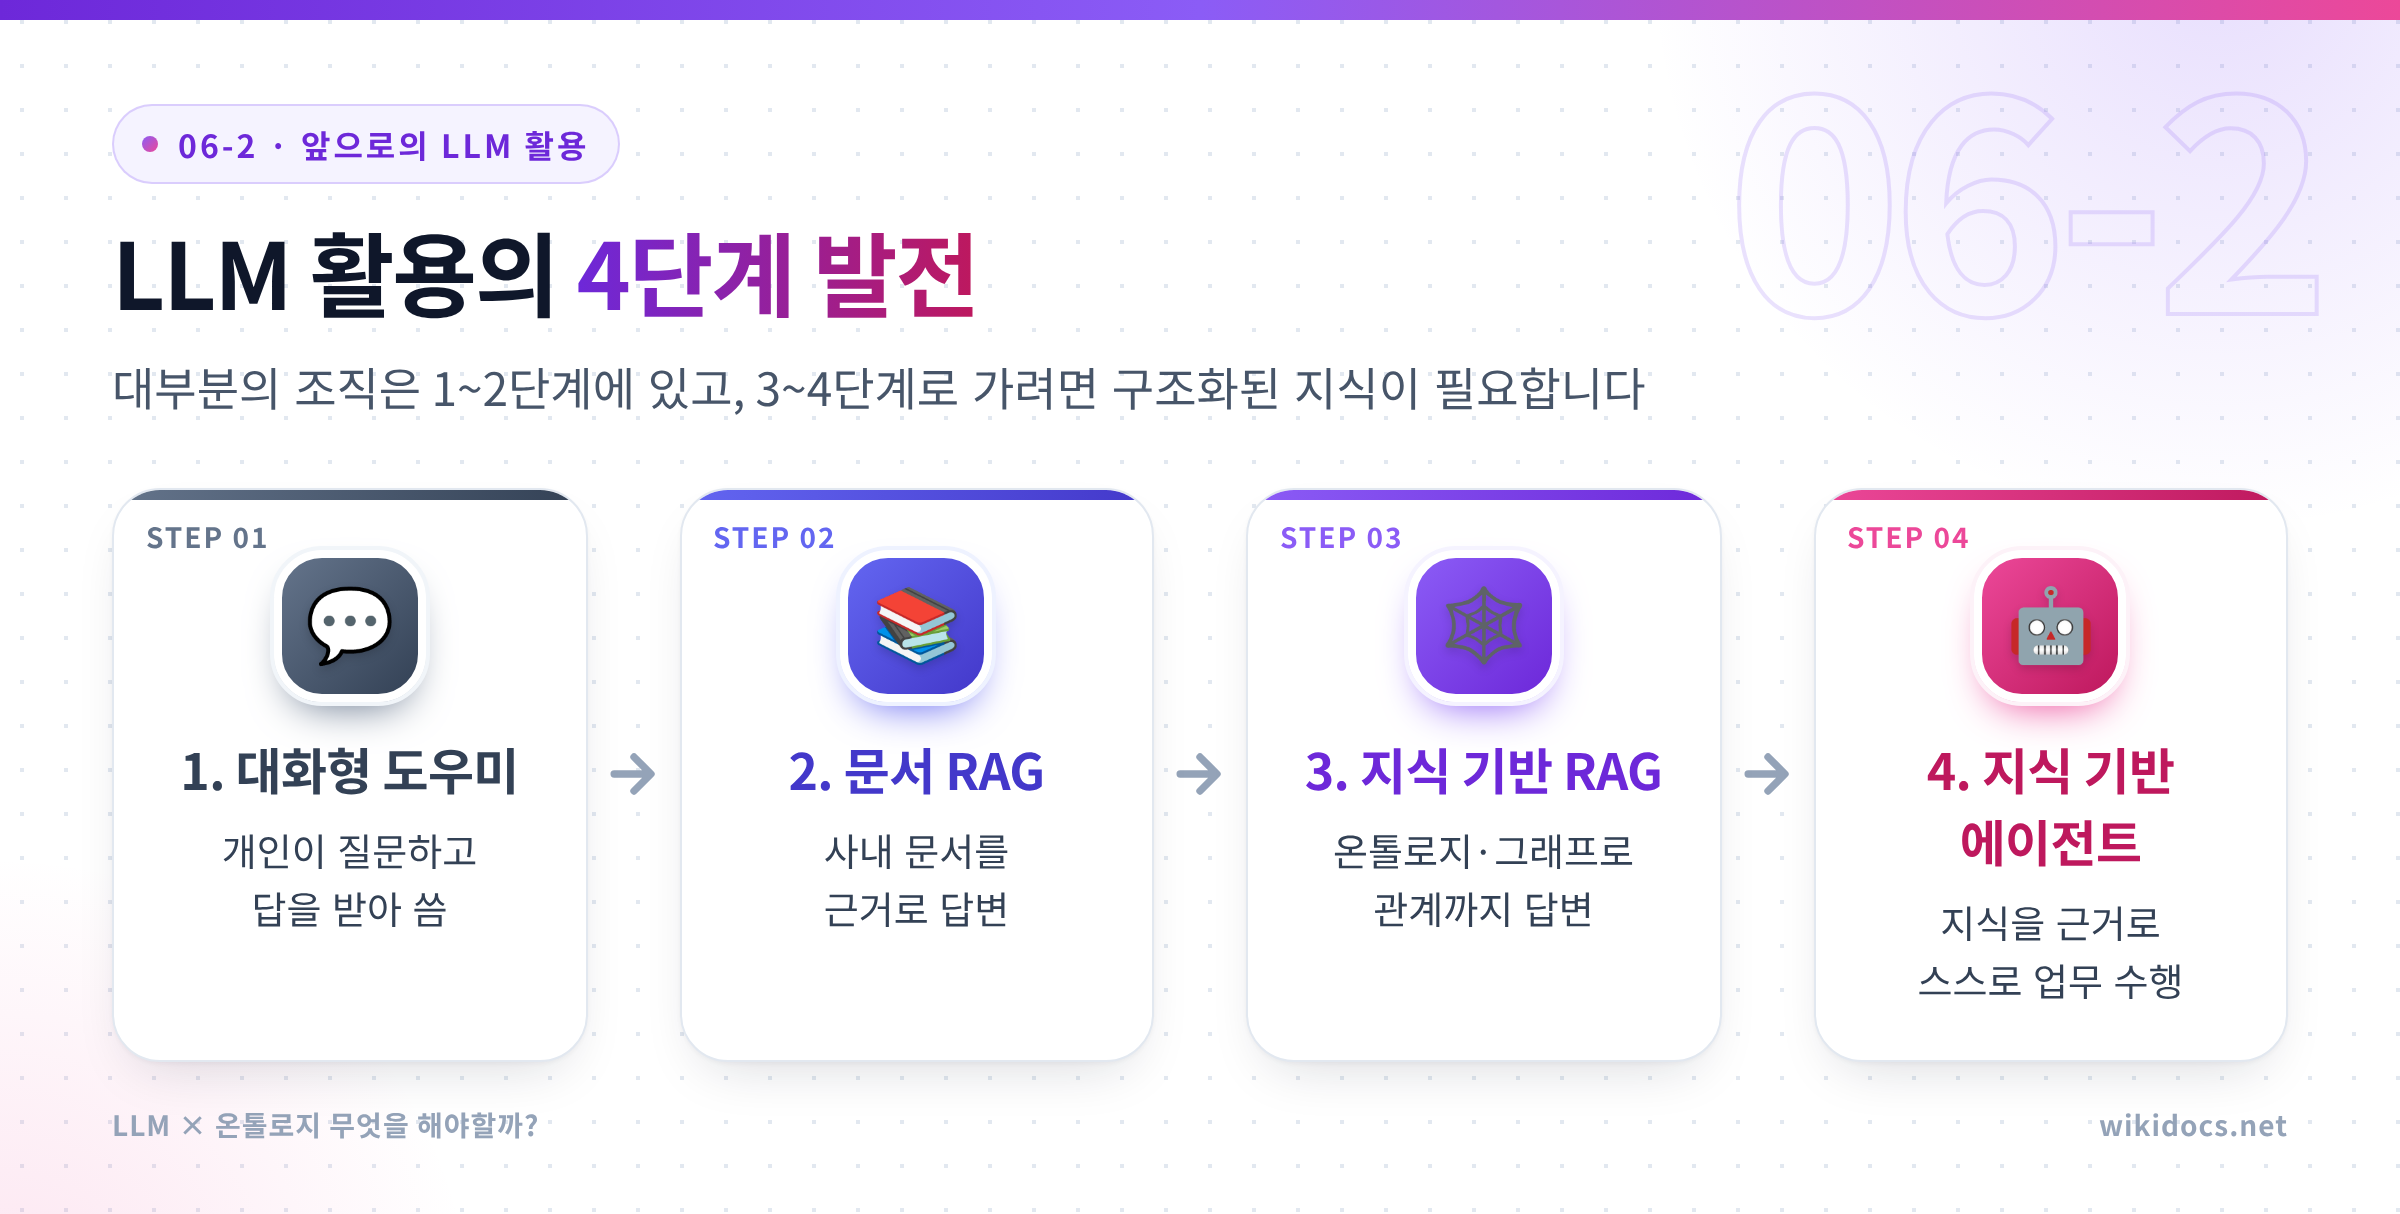 06-2 · 앞으로의 LLM 활용
06-2
LLM 활용의 4단계 발전
대부분의 조직은 1~2단계에 있고, 3~4단계로 가려면 구조화된 지식이 필요합니다
STEP 01
1. 대화형 도우미
개인이 질문하고
답을 받아 씀
STEP 02
2. 문서 RAG
사내 문서를
근거로 답변
STEP 03
3. 지식 기반 RAG
온톨로지·그래프로
관계까지 답변
STEP 04
4. 지식 기반
에이전트
지식을 근거로
스스로 업무 수행
LLM × 온톨로지 무엇을 해야할까?
wikidocs.net